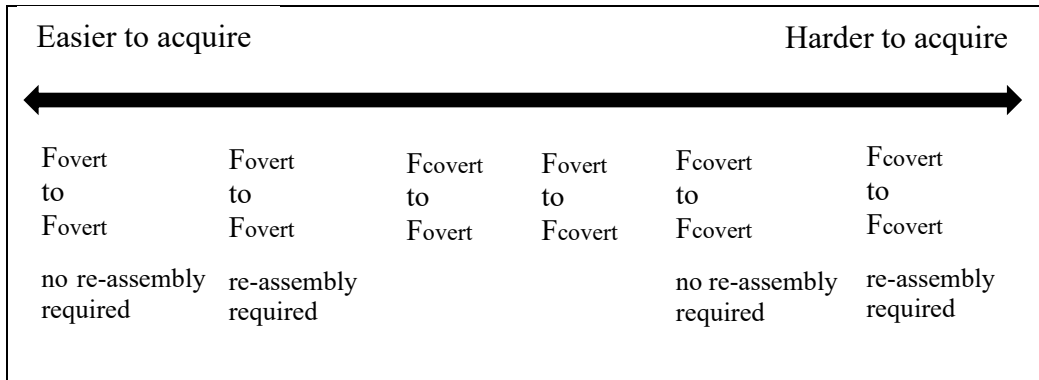 Easier to acquire Harder to acquire
Fovert Fovert Fcovert Fovert Fcovert Fcovert
to to to to to to
Fovert Fovert Fovert Fcovert Fcovert Fcovert
no re-assembly re-assembly no re-assembly re-assembly
required required required required